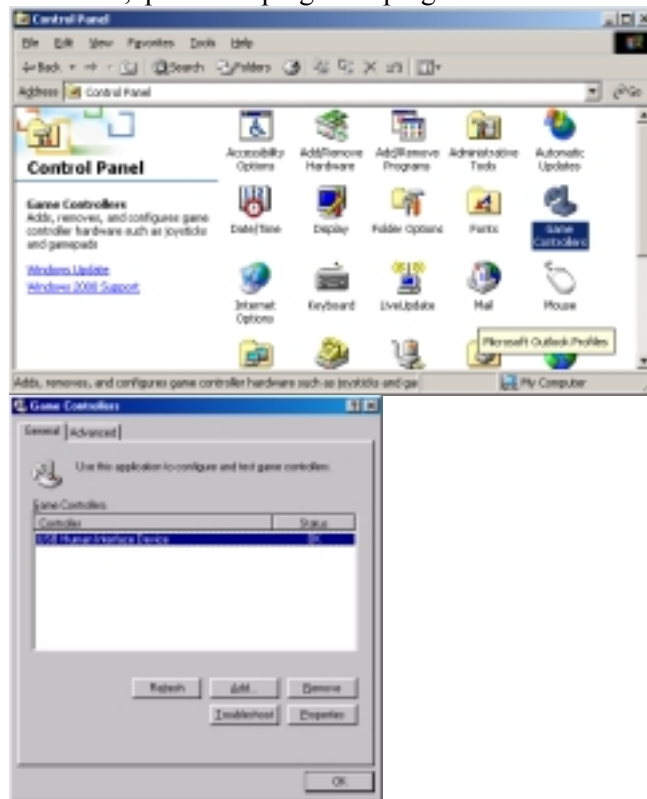 Control Panel
File Edit View Favorites Tools Help
Back Search Folders
Address Control Panel Go
Control Panel
Game Controllers
Adds, removes, and configures game
controller hardware such as joysticks
and gamepads
Windows Update
Windows 2000 Support
Accessibility
Options
Add/Remove
Hardware
Add/Remove
Programs
Administrative
Tools
Automatic
Updates
Date/Time
Display
Folder Options
Fonts
Game
Controllers
Internet
Options
Keyboard
LiveUpdate
Mail
Mouse
Microsoft Outlook Profiles
Adds, removes, and configures game controller hardware such as joysticks and ga
My Computer
Game Controllers
General Advanced
Use this application to configure and test game controllers.
Game Controllers
Controller Status
USB Human Interface Device OK
Refresh Add... Remove
Troubleshoot Properties
OK